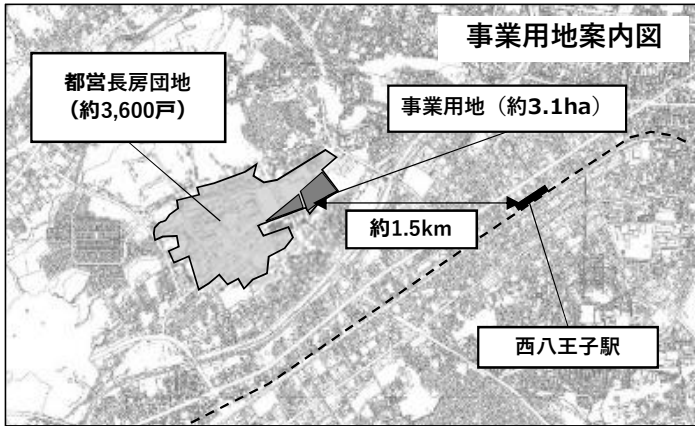 事業用地案内図
都営長房団地
（約3,600戸）
事業用地（約3.1ha）
約1.5km
西八王子駅